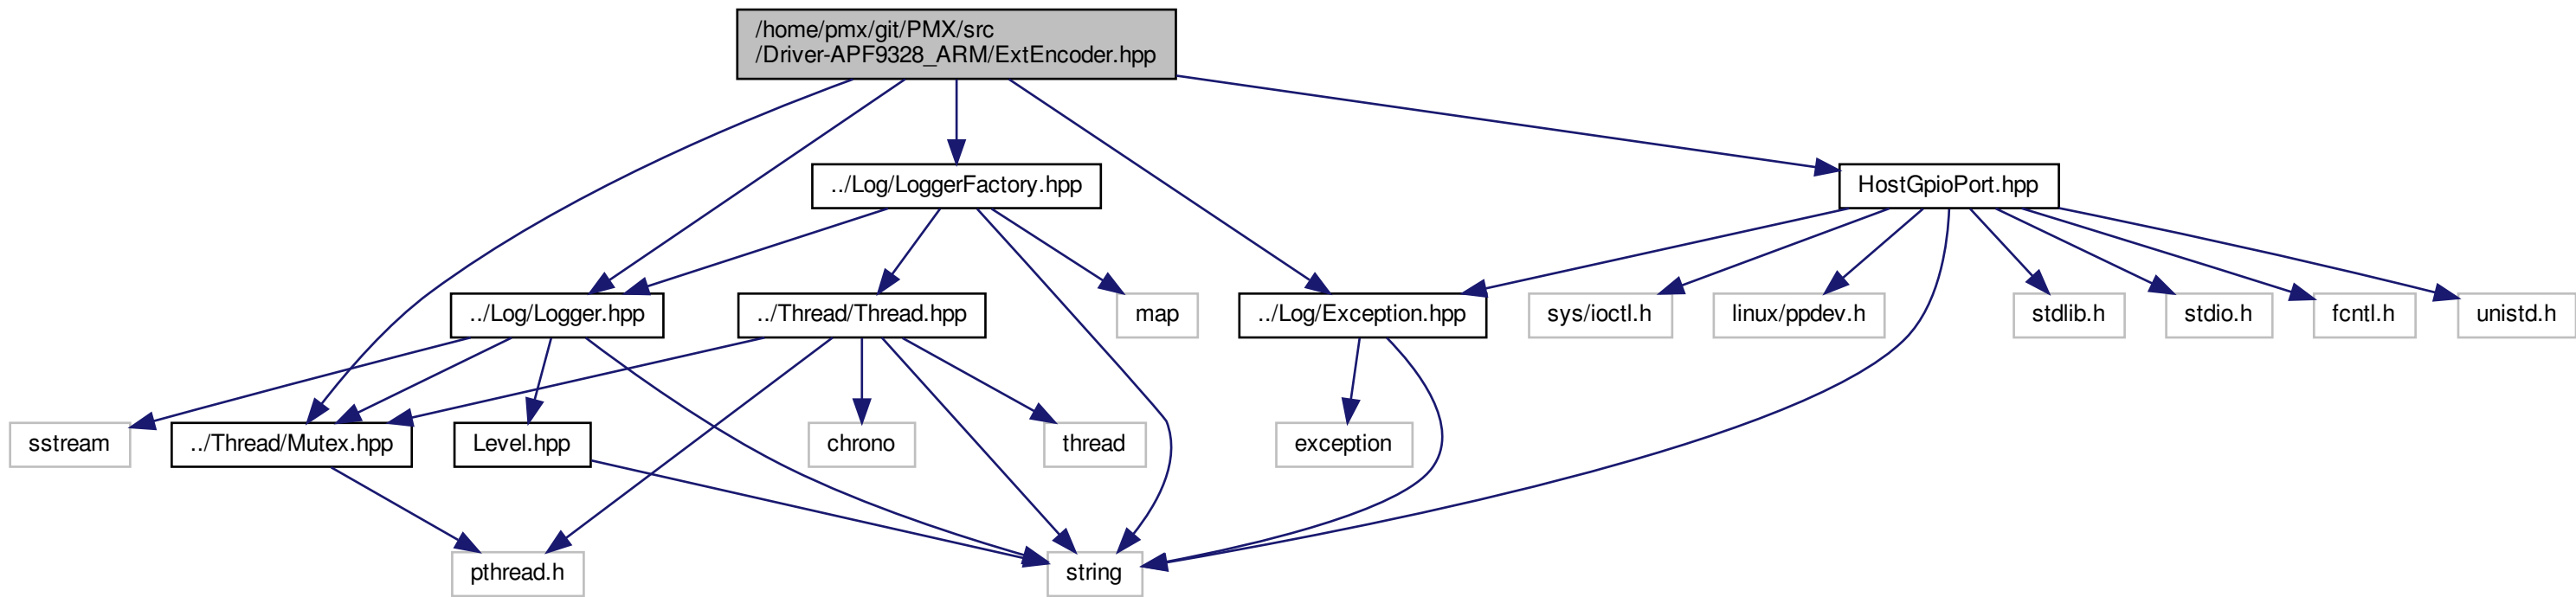 /home/pmx/git/PMX/src
/Driver-APF9328_ARM/ExtEncoder.hpp
../Log/LoggerFactory.hpp
HostGpioPort.hpp
../Log/Logger.hpp
../Thread/Thread.hpp
map
../Log/Exception.hpp
sys/ioctl.h
linux/ppdev.h
stdlib.h
stdio.h
fcntl.h
unistd.h
sstream
../Thread/Mutex.hpp
Level.hpp
chrono
thread
exception
pthread.h
string